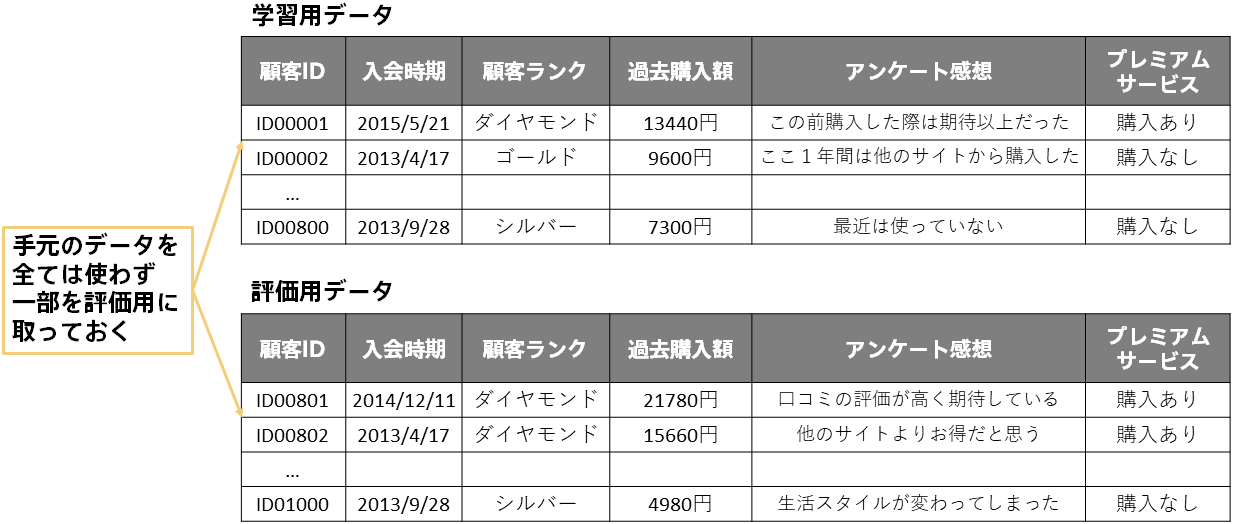 学習用データ
顧客ID 入会時期 顧客ランク 過去購入額 アンケート感想 プレミアム
サービス
ID00001 2015/5/21 ダイヤモンド 13440円 この前購入した際は期待以上だった 購入あり
ID00002 2013/4/17 ゴールド 9600円 ここ１年間は他のサイトから購入した 購入なし
…
ID00800 2013/9/28 シルバー 7300円 最近は使っていない 購入なし
手元のデータを
全ては使わず
一部を評価用に
取っておく
評価用データ
顧客ID 入会時期 顧客ランク 過去購入額 アンケート感想 プレミアム
サービス
ID00801 2014/12/11 ダイヤモンド 21780円 口コミの評価が高く期待している 購入あり
ID00802 2013/4/17 ダイヤモンド 15660円 他のサイトよりお得だと思う 購入あり
…
ID01000 2013/9/28 シルバー 4980円 生活スタイルが変わってしまった 購入なし